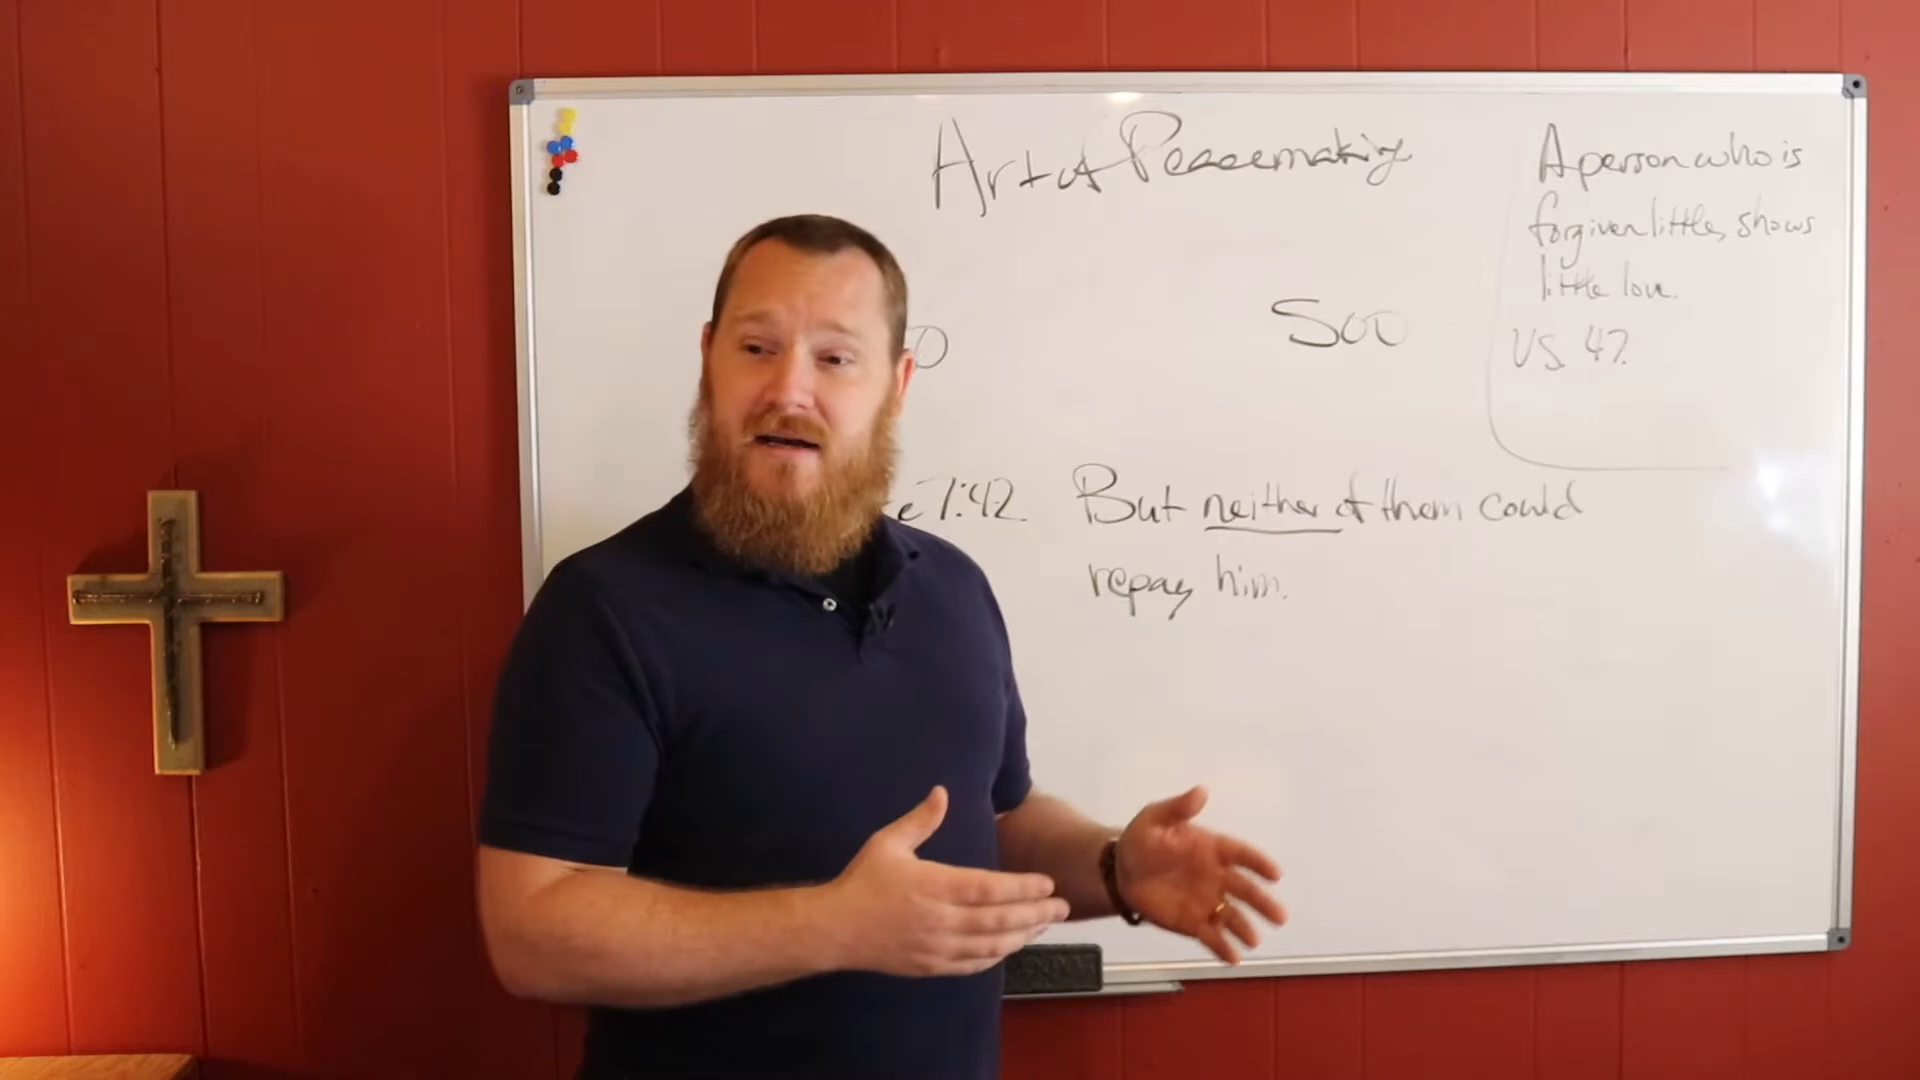 Art of Peacemaking
A person who is
forgiven little, shows
little love.
VS 47.
0
500
e 7:42 But neither of them could
repay him.